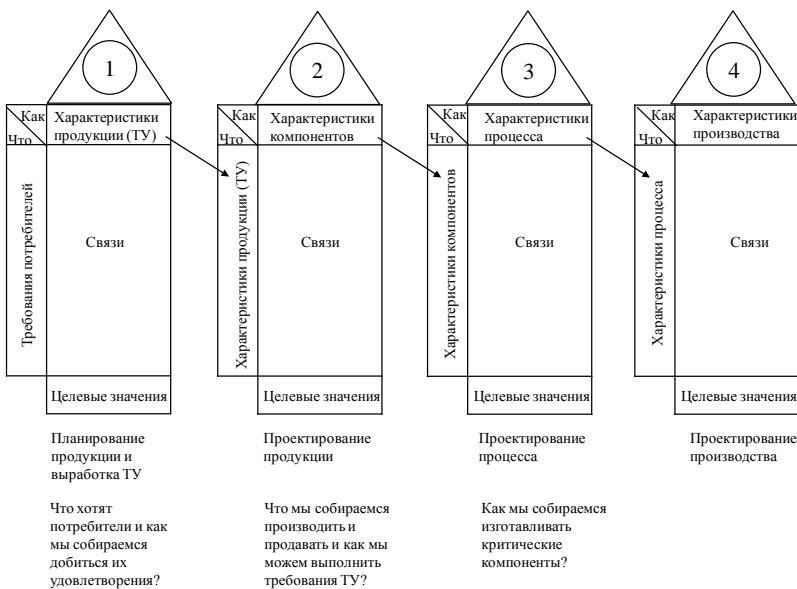 1
Как
Что
Характеристики
продукции (ТУ)
Требования потребителей
Связи
Целевые значения
Планирование
продукции и
выработка ТУ
Что хотят
потребители и как
мы собираемся
добиться их
удовлетворения?
2
Как
Что
Характеристики
компонентов
Характеристики продукции (ТУ)
Связи
Целевые значения
Проектирование
продукции
Что мы собираемся
производить и
продавать и как мы
можем выполнить
требования ТУ?
3
Как
Что
Характеристики
процесса
Характеристики компонентов
Связи
Целевые значения
Проектирование
процесса
Как мы собираемся
изготавливать
критические
компоненты?
4
Как
Что
Характеристики
производства
Характеристики процесса
Связи
Целевые значения
Проектирование
производства